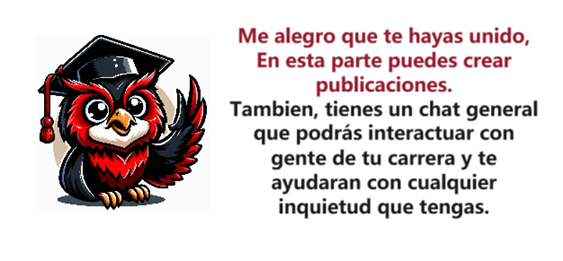 Me alegro que te hayas unido,
En esta parte puedes crear
publicaciones.
Tambien, tienes un chat general
que podrás interactuar con
gente de tu carrera y te
ayudaran con cualquier
inquietud que tengas.